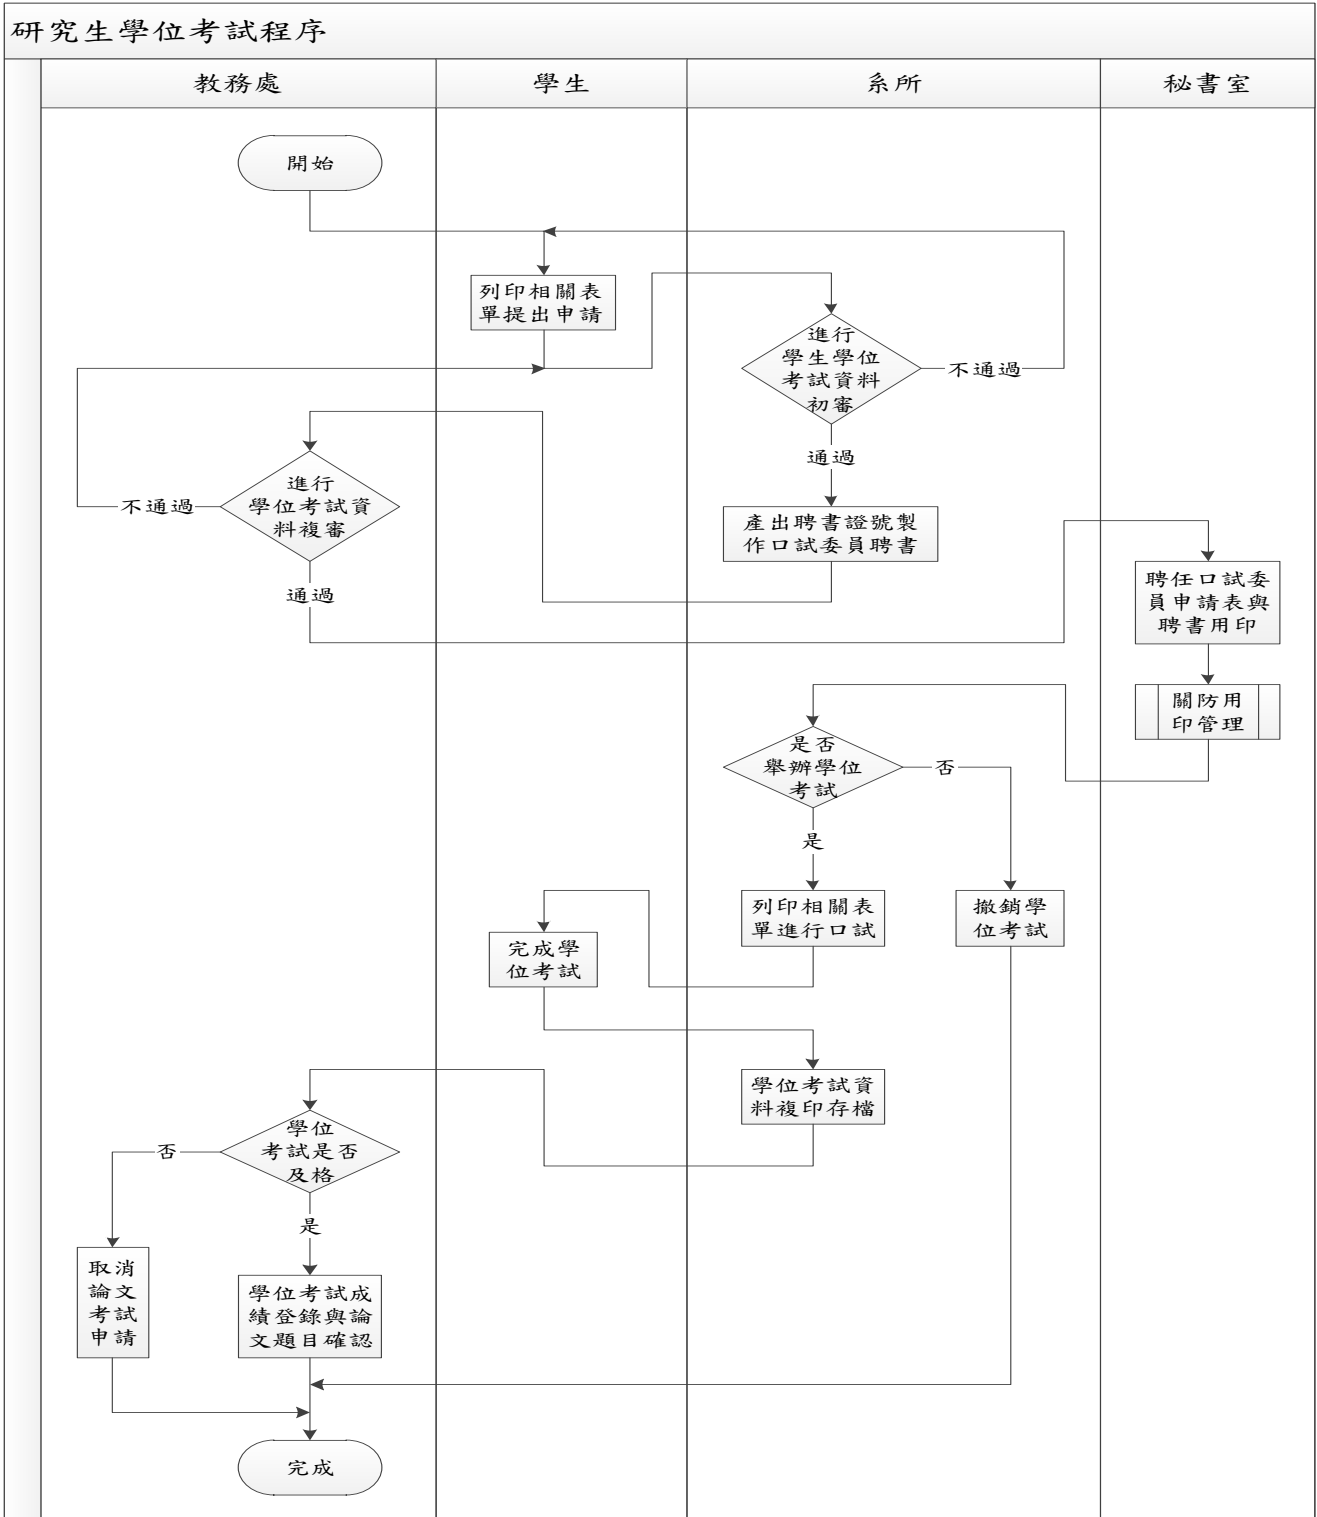 研究生學位考試程序
教務處
學生
系所
秘書室
開始
列印相關表
單提出申請
進行
學生學位
考試資料
初審
不通過
通過
進行
學位考試資
料複審
不通過
通過
產出聘書證號製
作口試委員聘書
聘任口試委
員申請表與
聘書用印
關防用
印管理
是否
舉辦學位
考試
否
是
列印相關表
單進行口試
撤銷學
位考試
完成學
位考試
學位考試資
料複印存檔
學位
考試是否
及格
否
是
取消
論文
考試
申請
學位考試成
績登錄與論
文題目確認
完成